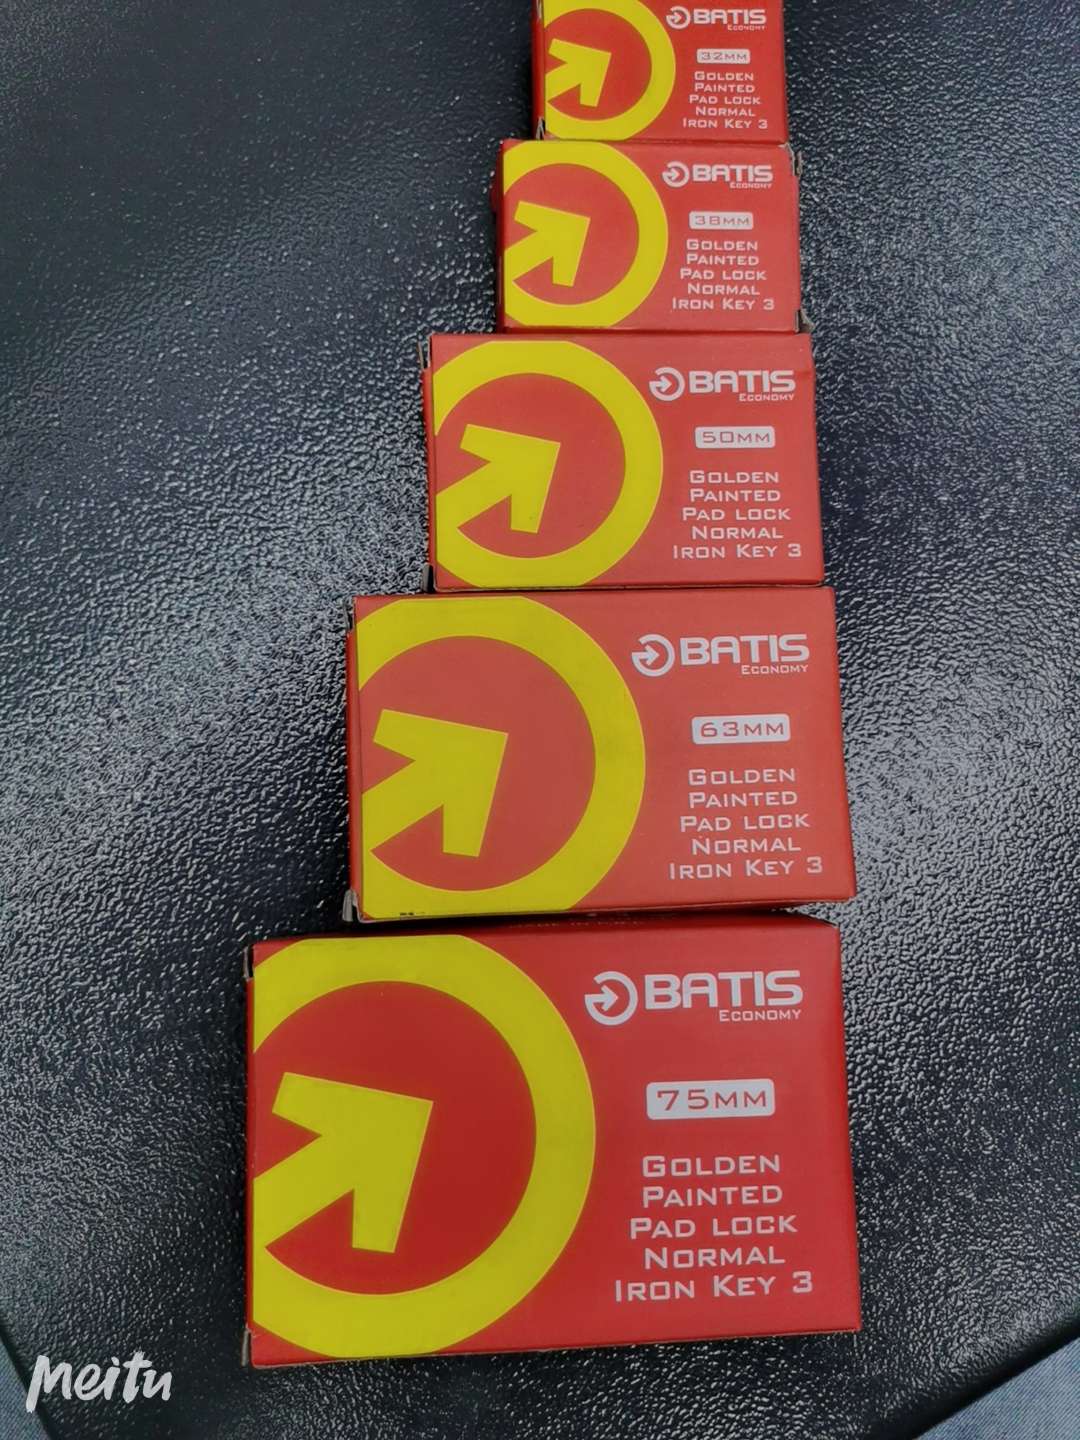 BATIS
ECONOMY
32MM
GOLDEN
PAINTED
PAD LOCK
NORMAL
IRON KEY 3
BATIS
ECONOMY
38MM
GOLDEN
PAINTED
PAD LOCK
NORMAL
IRON KEY 3
BATIS
ECONOMY
50MM
GOLDEN
PAINTED
PAD LOCK
NORMAL
IRON KEY 3
BATIS
ECONOMY
63MM
GOLDEN
PAINTED
PAD LOCK
NORMAL
IRON KEY 3
BATIS
ECONOMY
75MM
GOLDEN
PAINTED
PAD LOCK
NORMAL
IRON KEY 3
Meitu